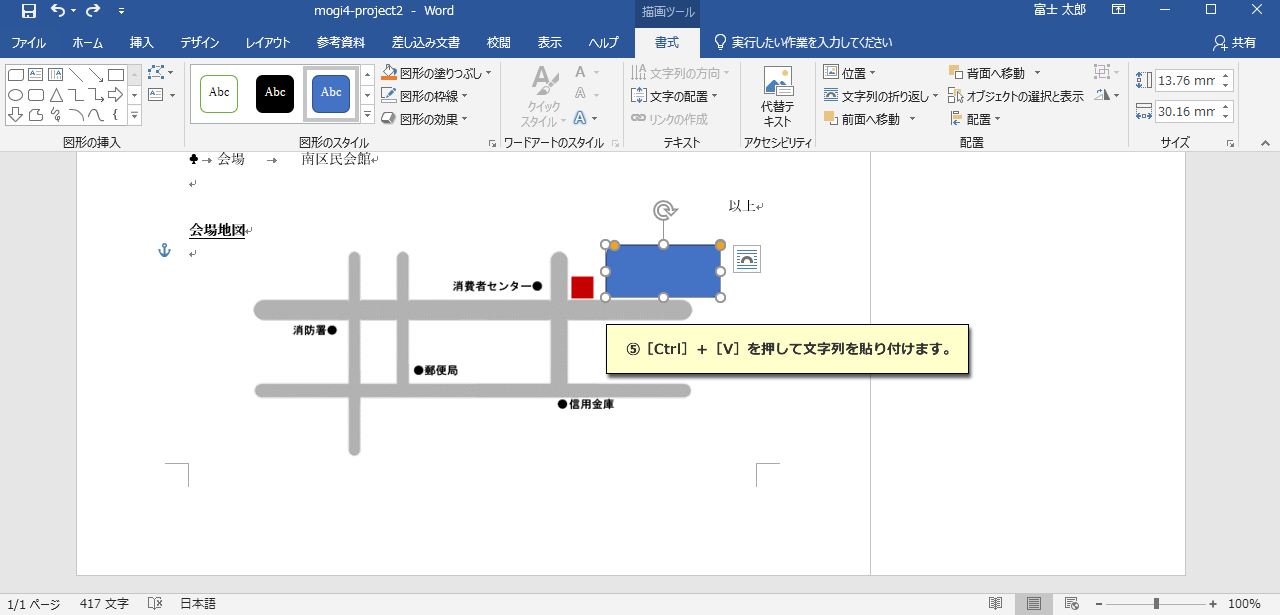 mogi4-project2 - Word
描画ツール
富士 太郎
ファイル ホーム 挿入 デザイン レイアウト 参考資料 差し込み文書 校閲 表示 ヘルプ 書式 実行したい作業を入力してください 共有
Abc Abc Abc
図形の塗りつぶし
図形の枠線
図形の効果
クイック
スタイル
A
A
A
文字列の方向
文字の配置
リンクの作成
代替テ
キスト
位置
文字列の折り返し
前面へ移動
背面へ移動
オブジェクトの選択と表示
配置
13.76 mm
30.16 mm
図形の挿入 図形のスタイル ワードアートのスタイル テキスト アクセシビリティ 配置 サイズ
♣→会場 → 南区民会館↵
↵
以上↵
会場地図↵
↵
消費者センター●
消防署●
●郵便局
●信用金庫
⑤［Ctrl］＋［V］を押して文字列を貼り付けます。
1/1 ページ 417 文字 日本語 100%